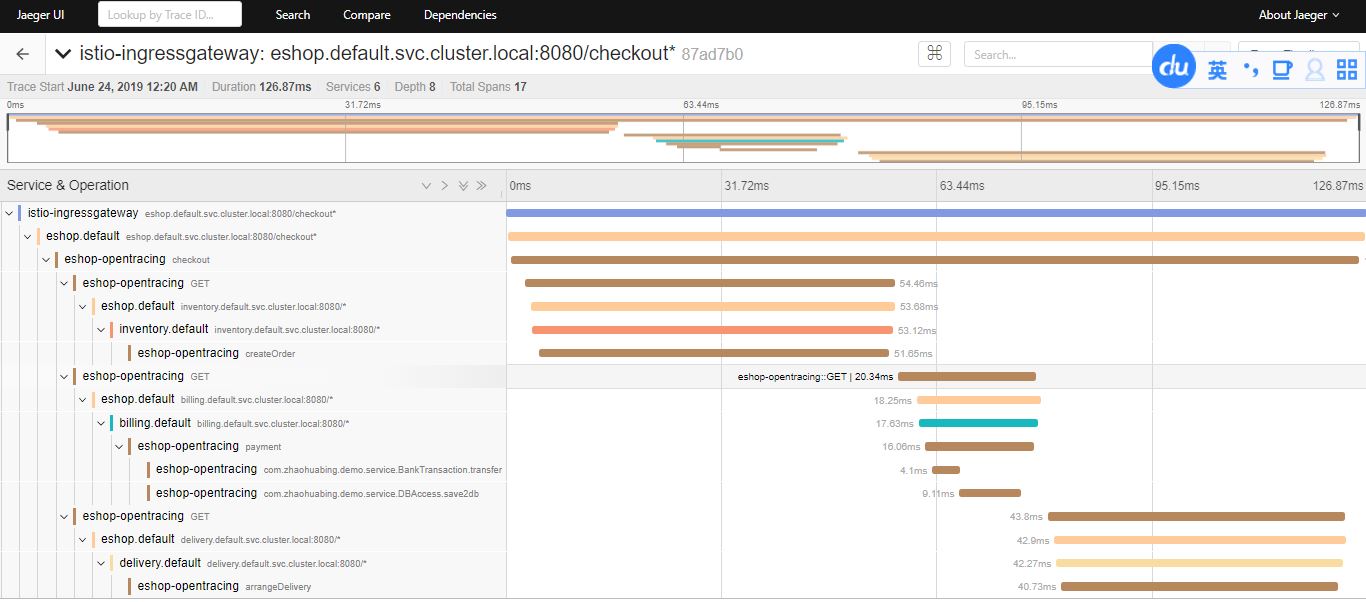 Jaeger UI Lookup by Trace ID... Search Compare Dependencies About Jaeger
istio-ingressgateway: eshop.default.svc.cluster.local:8080/checkout* 87ad7b0 ⌘ Search...
du 英
Trace Start June 24, 2019 12:20 AM Duration 126.87ms Services 6 Depth 8 Total Spans 17
0ms 31.72ms 63.44ms 95.15ms 126.87ms
Service & Operation 0ms 31.72ms 63.44ms 95.15ms 126.87ms
istio-ingressgateway eshop.default.svc.cluster.local:8080/checkout*
eshop.default eshop.default.svc.cluster.local:8080/checkout*
eshop-opentracing checkout
eshop-opentracing GET 54.46ms
eshop.default inventory.default.svc.cluster.local:8080/* 53.68ms
inventory.default inventory.default.svc.cluster.local:8080/* 53.12ms
eshop-opentracing createOrder 51.65ms
eshop-opentracing GET eshop-opentracing::GET | 20.34ms
eshop.default billing.default.svc.cluster.local:8080/* 18.25ms
billing.default billing.default.svc.cluster.local:8080/* 17.63ms
eshop-opentracing payment 16.06ms
eshop-opentracing com.zhaohuabing.demo.service.BankTransaction.transfer 4.1ms
eshop-opentracing com.zhaohuabing.demo.service.DBAccess.save2db 9.11ms
eshop-opentracing GET 43.8ms
eshop.default delivery.default.svc.cluster.local:8080/* 42.9ms
delivery.default delivery.default.svc.cluster.local:8080/* 42.27ms
eshop-opentracing arrangeDelivery 40.73ms